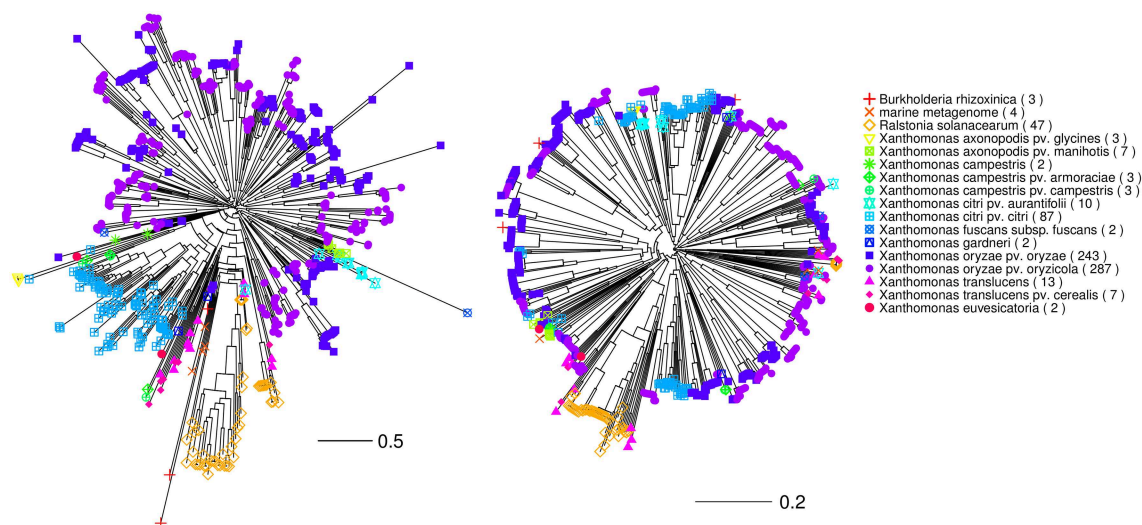 Burkholderia rhizoxinica ( 3 )
marine metagenome ( 4 )
Ralstonia solanacearum ( 47 )
Xanthomonas axonopodis pv. glycines ( 3 )
Xanthomonas axonopodis pv. manihotis ( 7 )
Xanthomonas campestris ( 2 )
Xanthomonas campestris pv. armoraciae ( 3 )
Xanthomonas campestris pv. campestris ( 3 )
Xanthomonas citri pv. aurantifolii ( 10 )
Xanthomonas citri pv. citri ( 87 )
Xanthomonas fuscans subsp. fuscans ( 2 )
Xanthomonas gardneri ( 2 )
Xanthomonas oryzae pv. oryzae ( 243 )
Xanthomonas oryzae pv. oryzicola ( 287 )
Xanthomonas translucens ( 13 )
Xanthomonas translucens pv. cerealis ( 7 )
Xanthomonas euvesicatoria ( 2 )
0.5
0.2